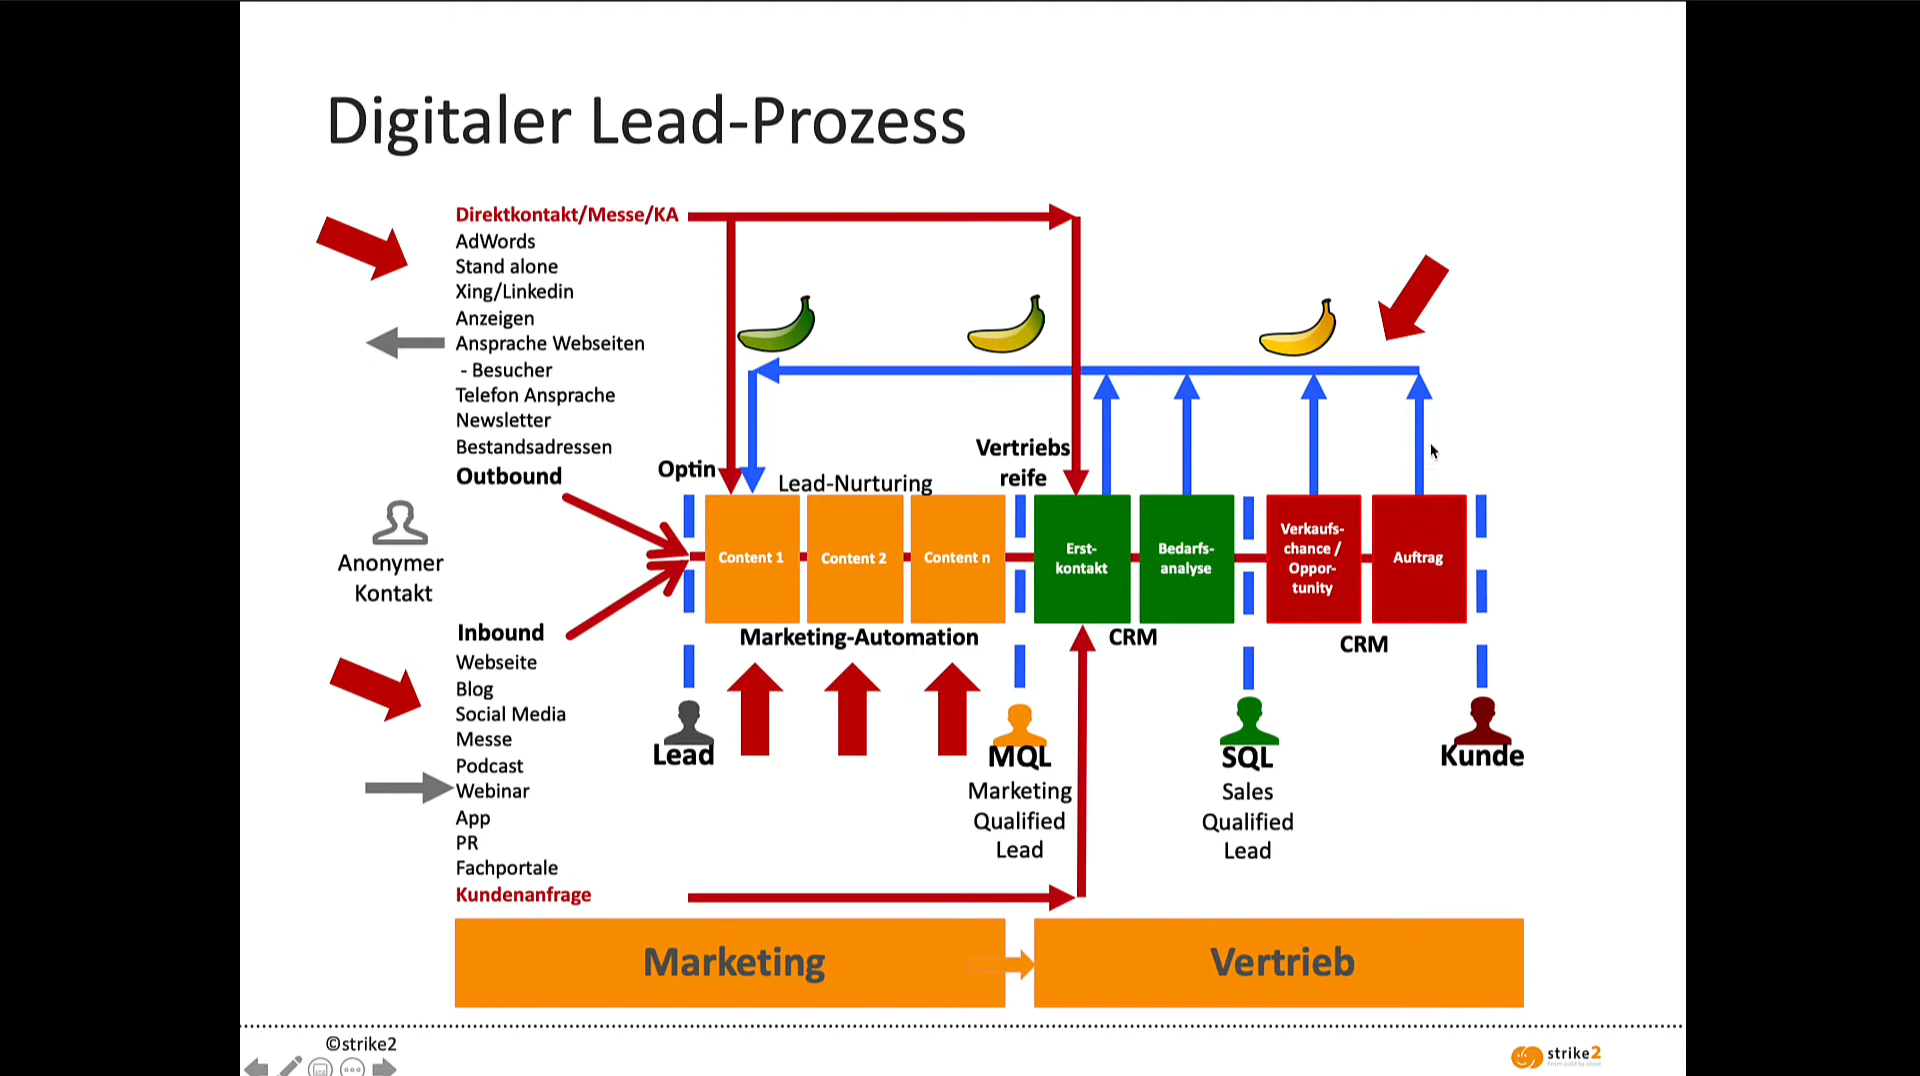 Digitaler Lead-Prozess
Direktkontakt/Messe/KA
AdWords
Stand alone
Xing/Linkedin
Anzeigen
Ansprache Webseiten
- Besucher
Telefon Ansprache
Newsletter
Bestandsadressen
Outbound
Anonymer
Kontakt
Inbound
Webseite
Blog
Social Media
Messe
Podcast
Webinar
App
PR
Fachportale
Kundenanfrage
Optin
Lead-Nurturing
Vertriebs
reife
Content 1
Content 2
Content n
Erst-
kontakt
Bedarfs-
analyse
Verkaufs-
chance /
Oppor-
tunity
Auftrag
Marketing-Automation
CRM
CRM
Lead
MQL
Marketing
Qualified
Lead
SQL
Sales
Qualified
Lead
Kunde
Marketing
Vertrieb
©strike2
strike2